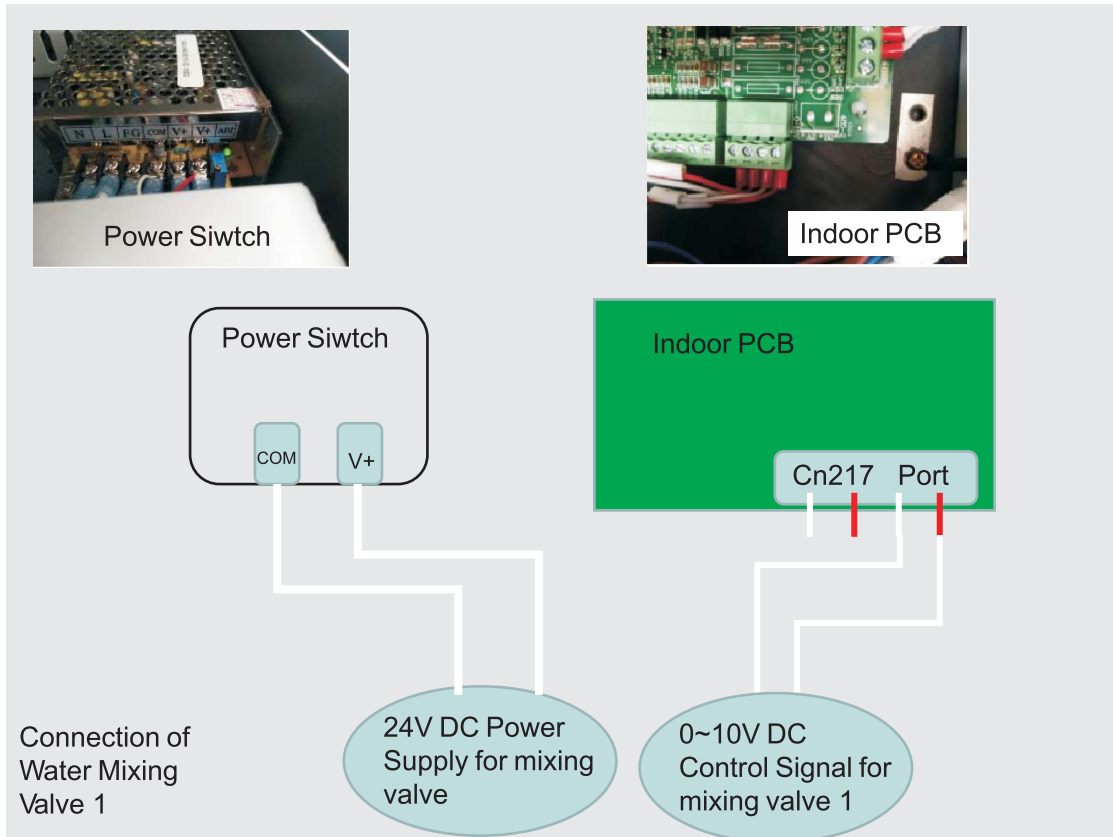 N L FG COM V+ V+ ADJ
Power Siwtch
Indoor PCB
Power Siwtch
COM
V+
Indoor PCB
Cn217 Port
Connection of
Water Mixing
Valve 1
24V DC Power
Supply for mixing
valve
0~10V DC
Control Signal for
mixing valve 1